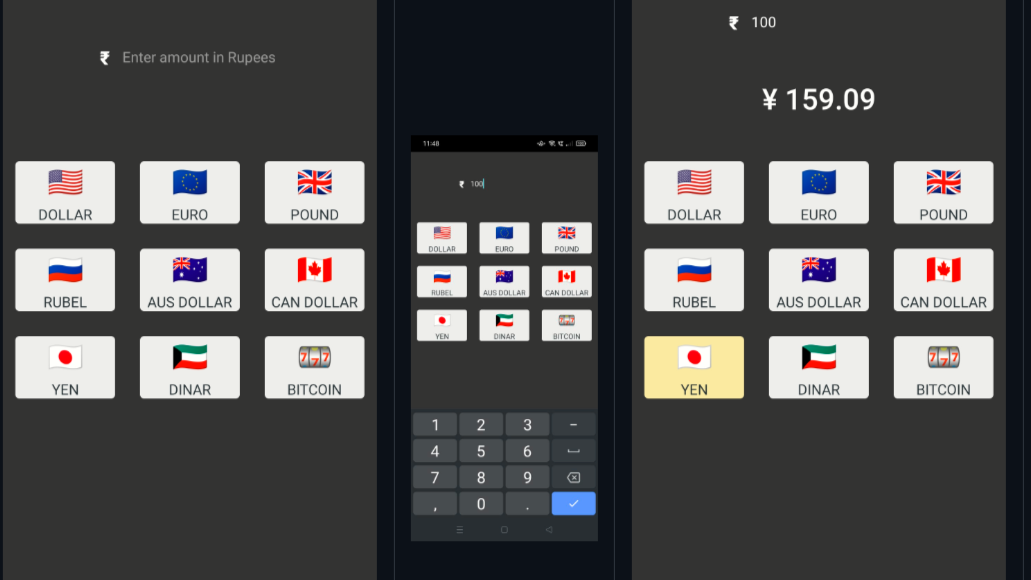 ₹ Enter amount in Rupees
DOLLAR EURO POUND
RUBEL AUS DOLLAR CAN DOLLAR
YEN DINAR BITCOIN
11:48
₹ 100
DOLLAR EURO POUND
RUBEL AUS DOLLAR CAN DOLLAR
YEN DINAR BITCOIN
1 2 3 -
4 5 6
7 8 9
, 0 .
₹ 100
¥ 159.09
DOLLAR EURO POUND
RUBEL AUS DOLLAR CAN DOLLAR
YEN DINAR BITCOIN